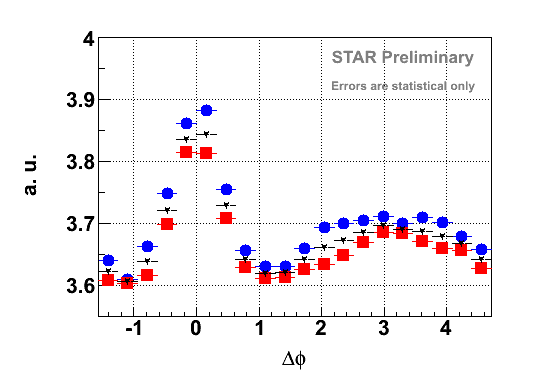 4
STAR Preliminary
Errors are statistical only
3.9
3.8
a. u.
3.7
3.6
-1 0 1 2 3 4
Δϕ